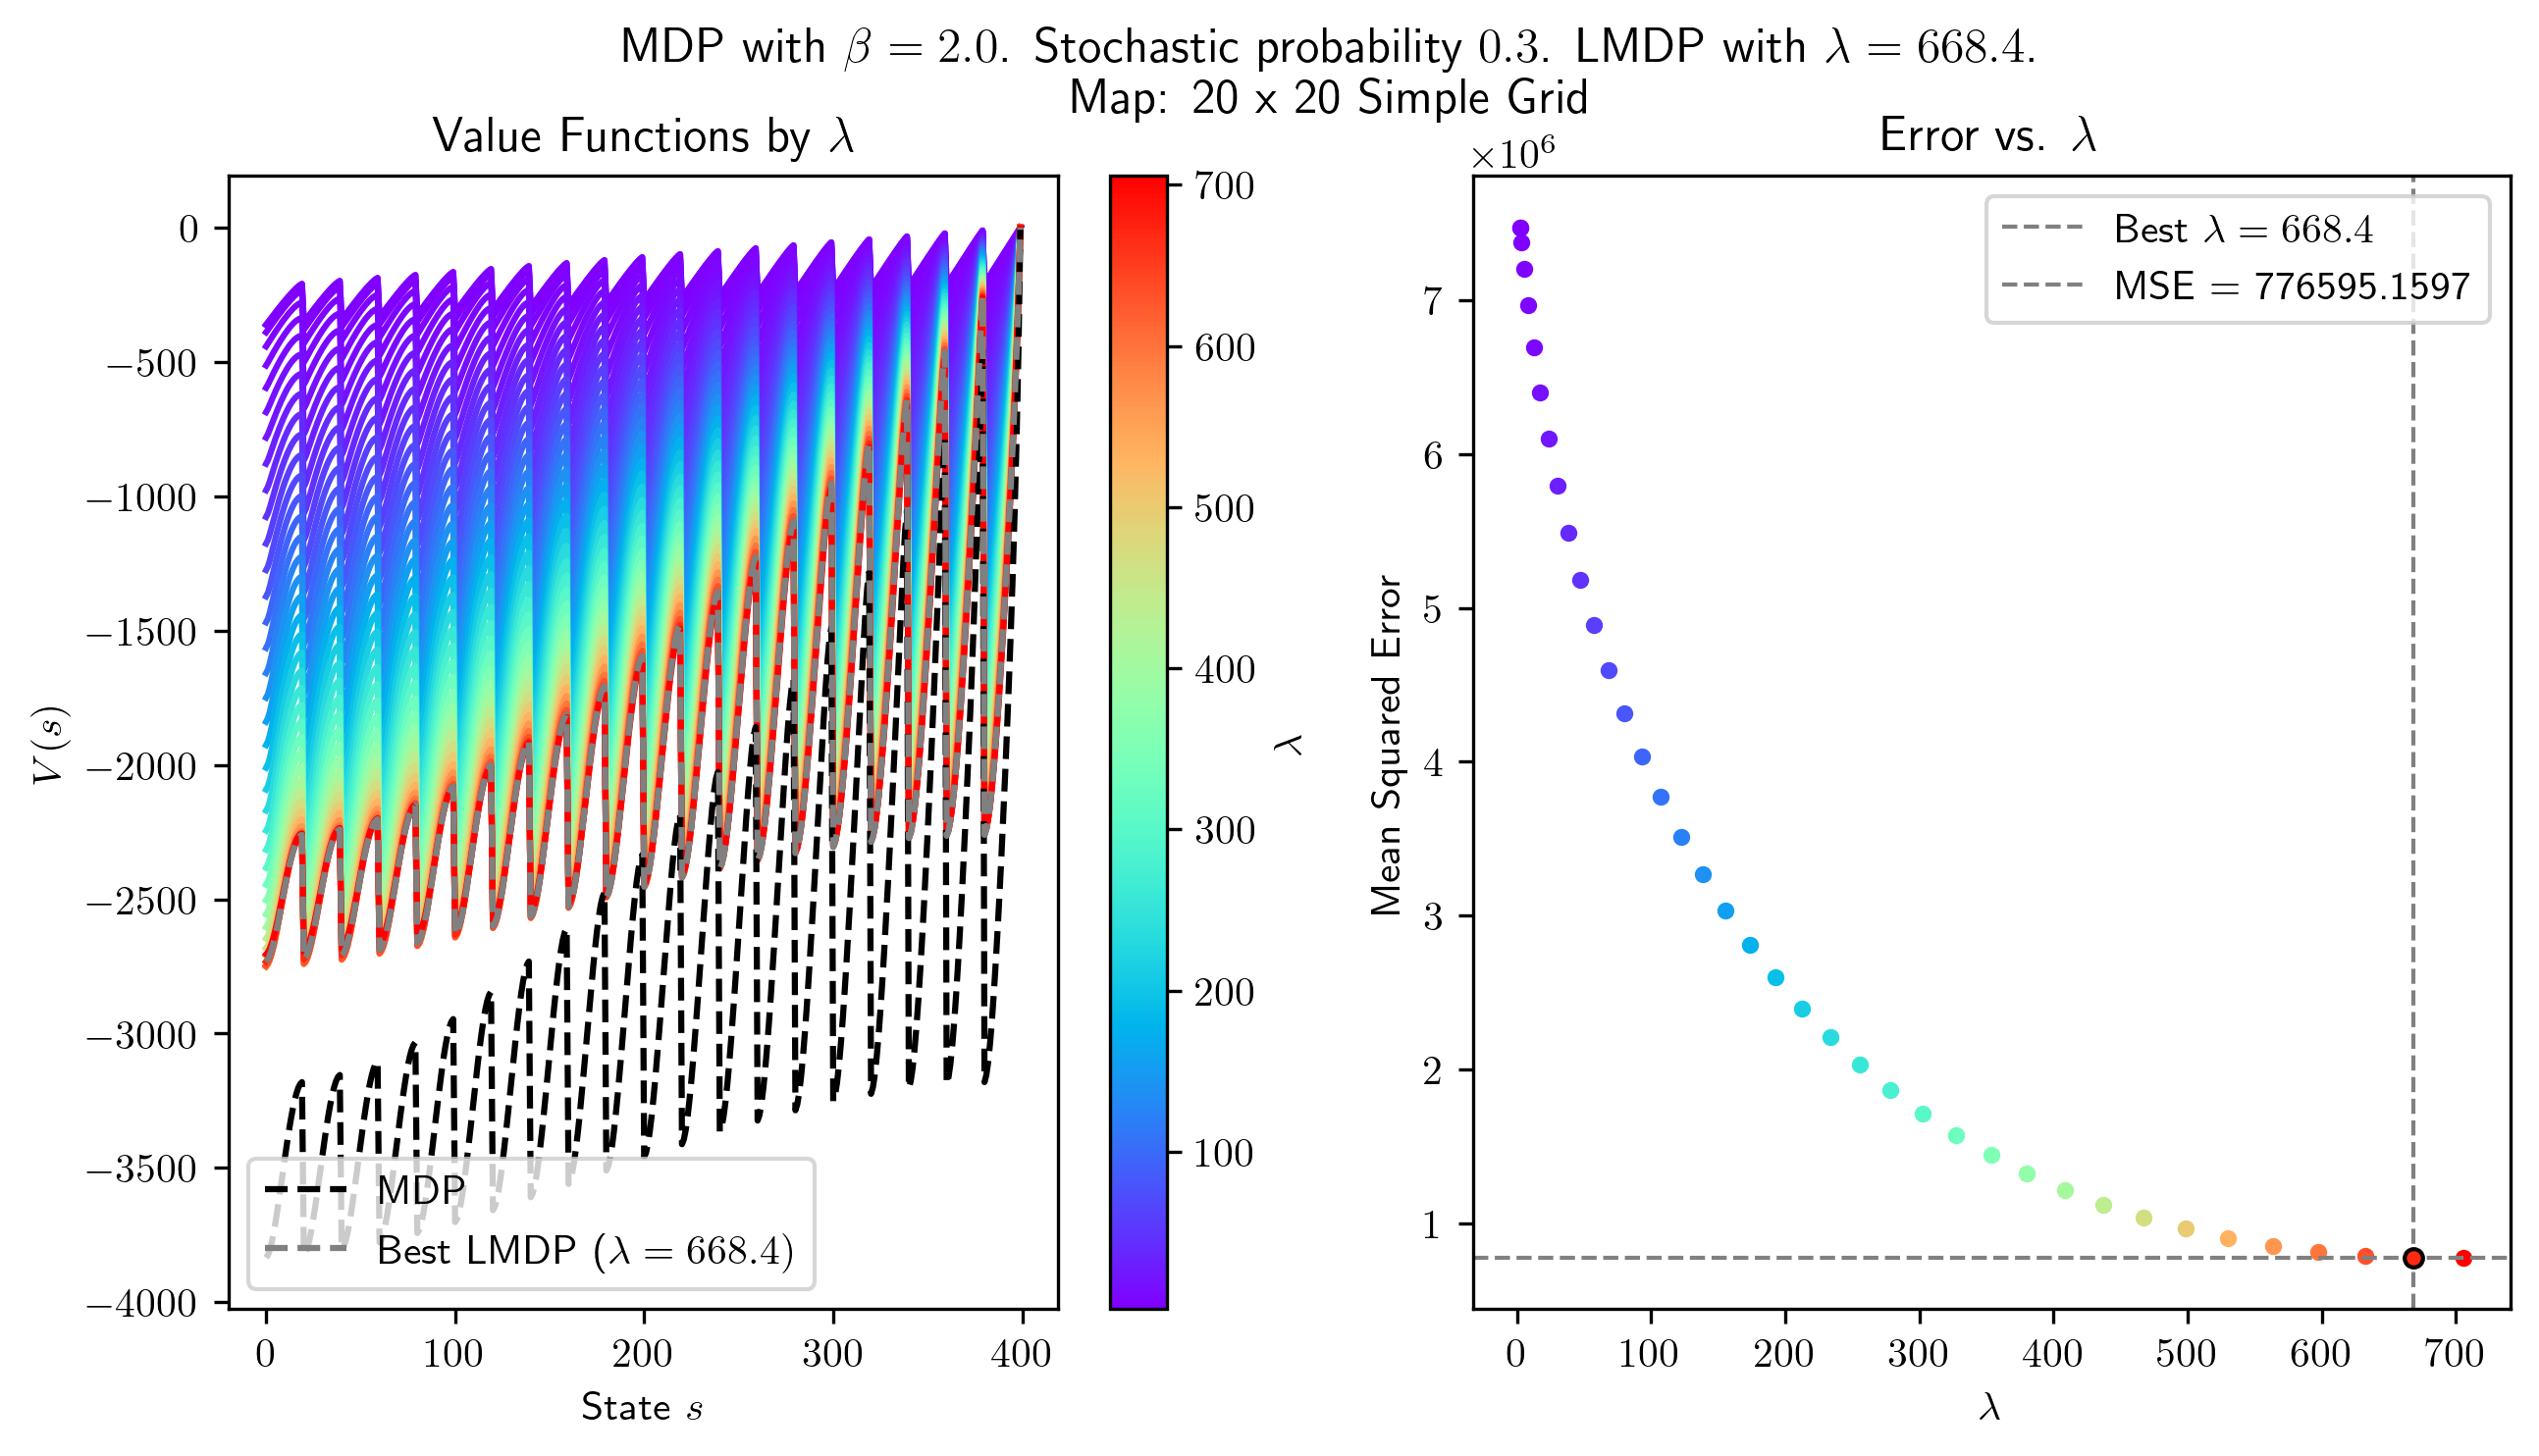 MDP with β = 2.0. Stochastic probability 0.3. LMDP with λ = 668.4.
Map: 20 x 20 Simple Grid
Value Functions by λ
V(s)
0
−500
−1000
−1500
−2000
−2500
−3000
−3500
−4000
MDP
Best LMDP (λ = 668.4)
0 100 200 300 400
State s
700
600
500
400
300
200
100
λ
Error vs. λ
×10⁶
Mean Squared Error
7
6
5
4
3
2
1
Best λ = 668.4
MSE = 776595.1597
0 100 200 300 400 500 600 700
λ